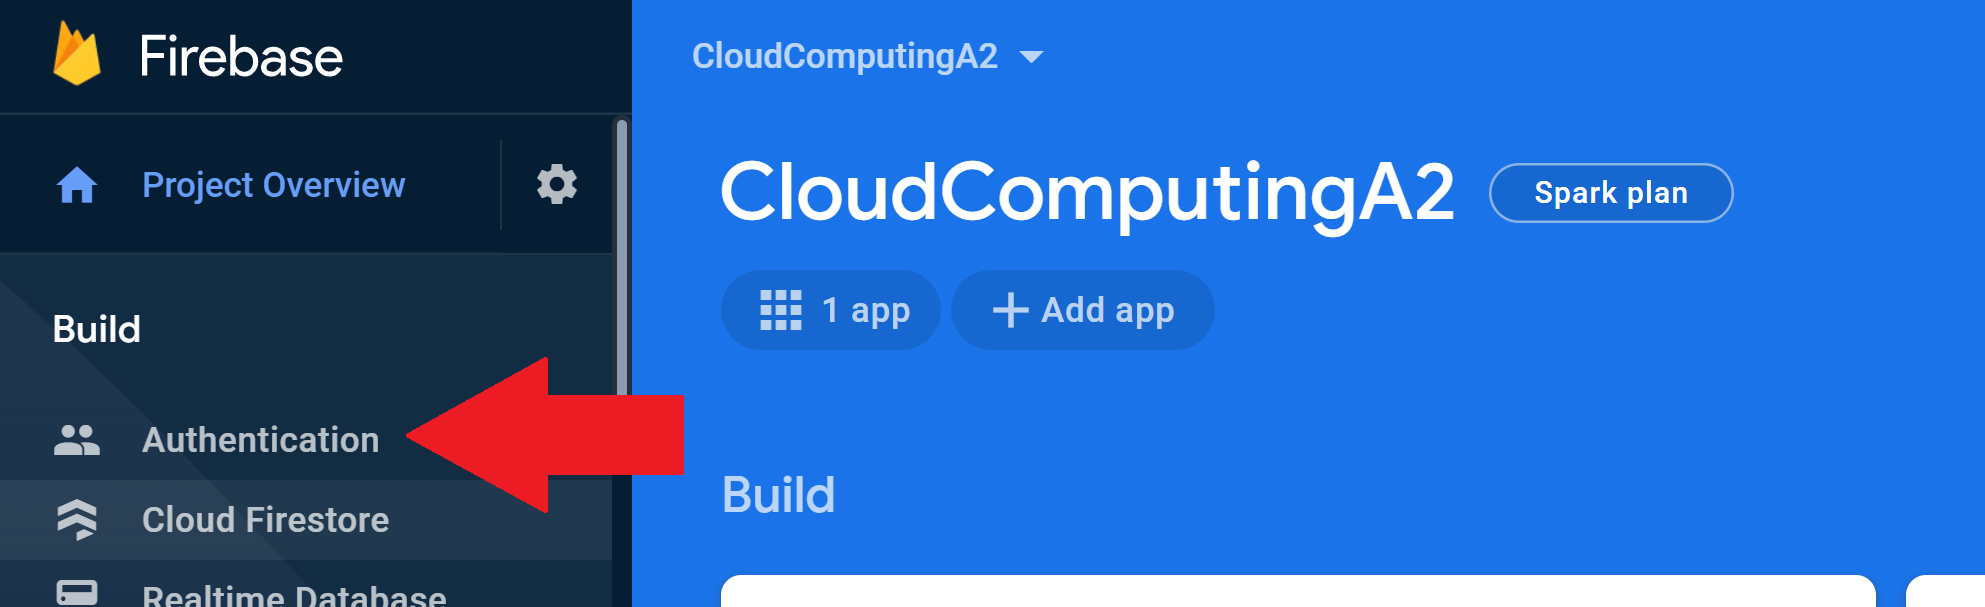 Firebase
Project Overview
Build
Authentication
Cloud Firestore
Realtime Database
CloudComputingA2
CloudComputingA2
Spark plan
1 app
Add app
Build